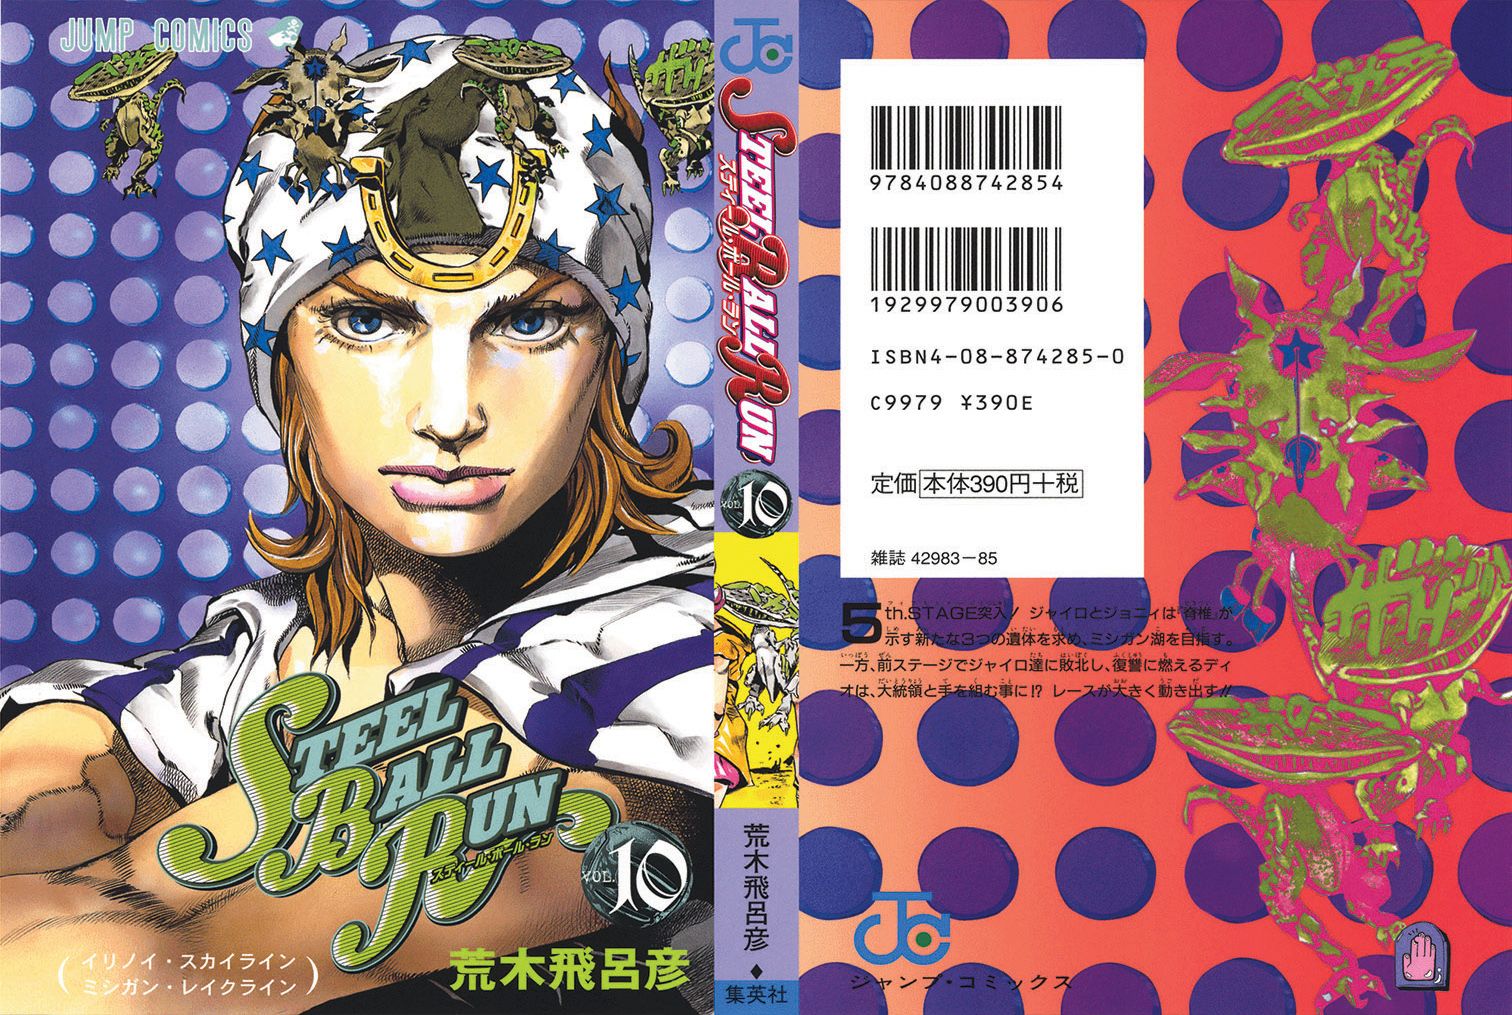 JUMP COMICS
STEEL
BALL
RUN
スティール・ボール・ラン
VOL.10
(イリノイ・スカイライン
ミシガン・レイクライン)
荒木飛呂彦
JC
STEEL BALL RUN
スティール・ボール・ラン
VOL.10
荒木飛呂彦◆
集英社
9784088742854
1929979003906
ISBN4-08-874285-0
C9979 ¥390E
定価 本体390円+税
雑誌 42983-85
5th.STAGE突入! ジャイロとジョニィは『脊椎』が
示す新たな3つの遺体を求め、ミシガン湖を目指す。
一方、前ステージでジャイロ達に敗北し、復讐に燃えるディ
オは、大統領と手を組む事に!? レースが大きく動き出す!!
JC
ジャンプ・コミックス